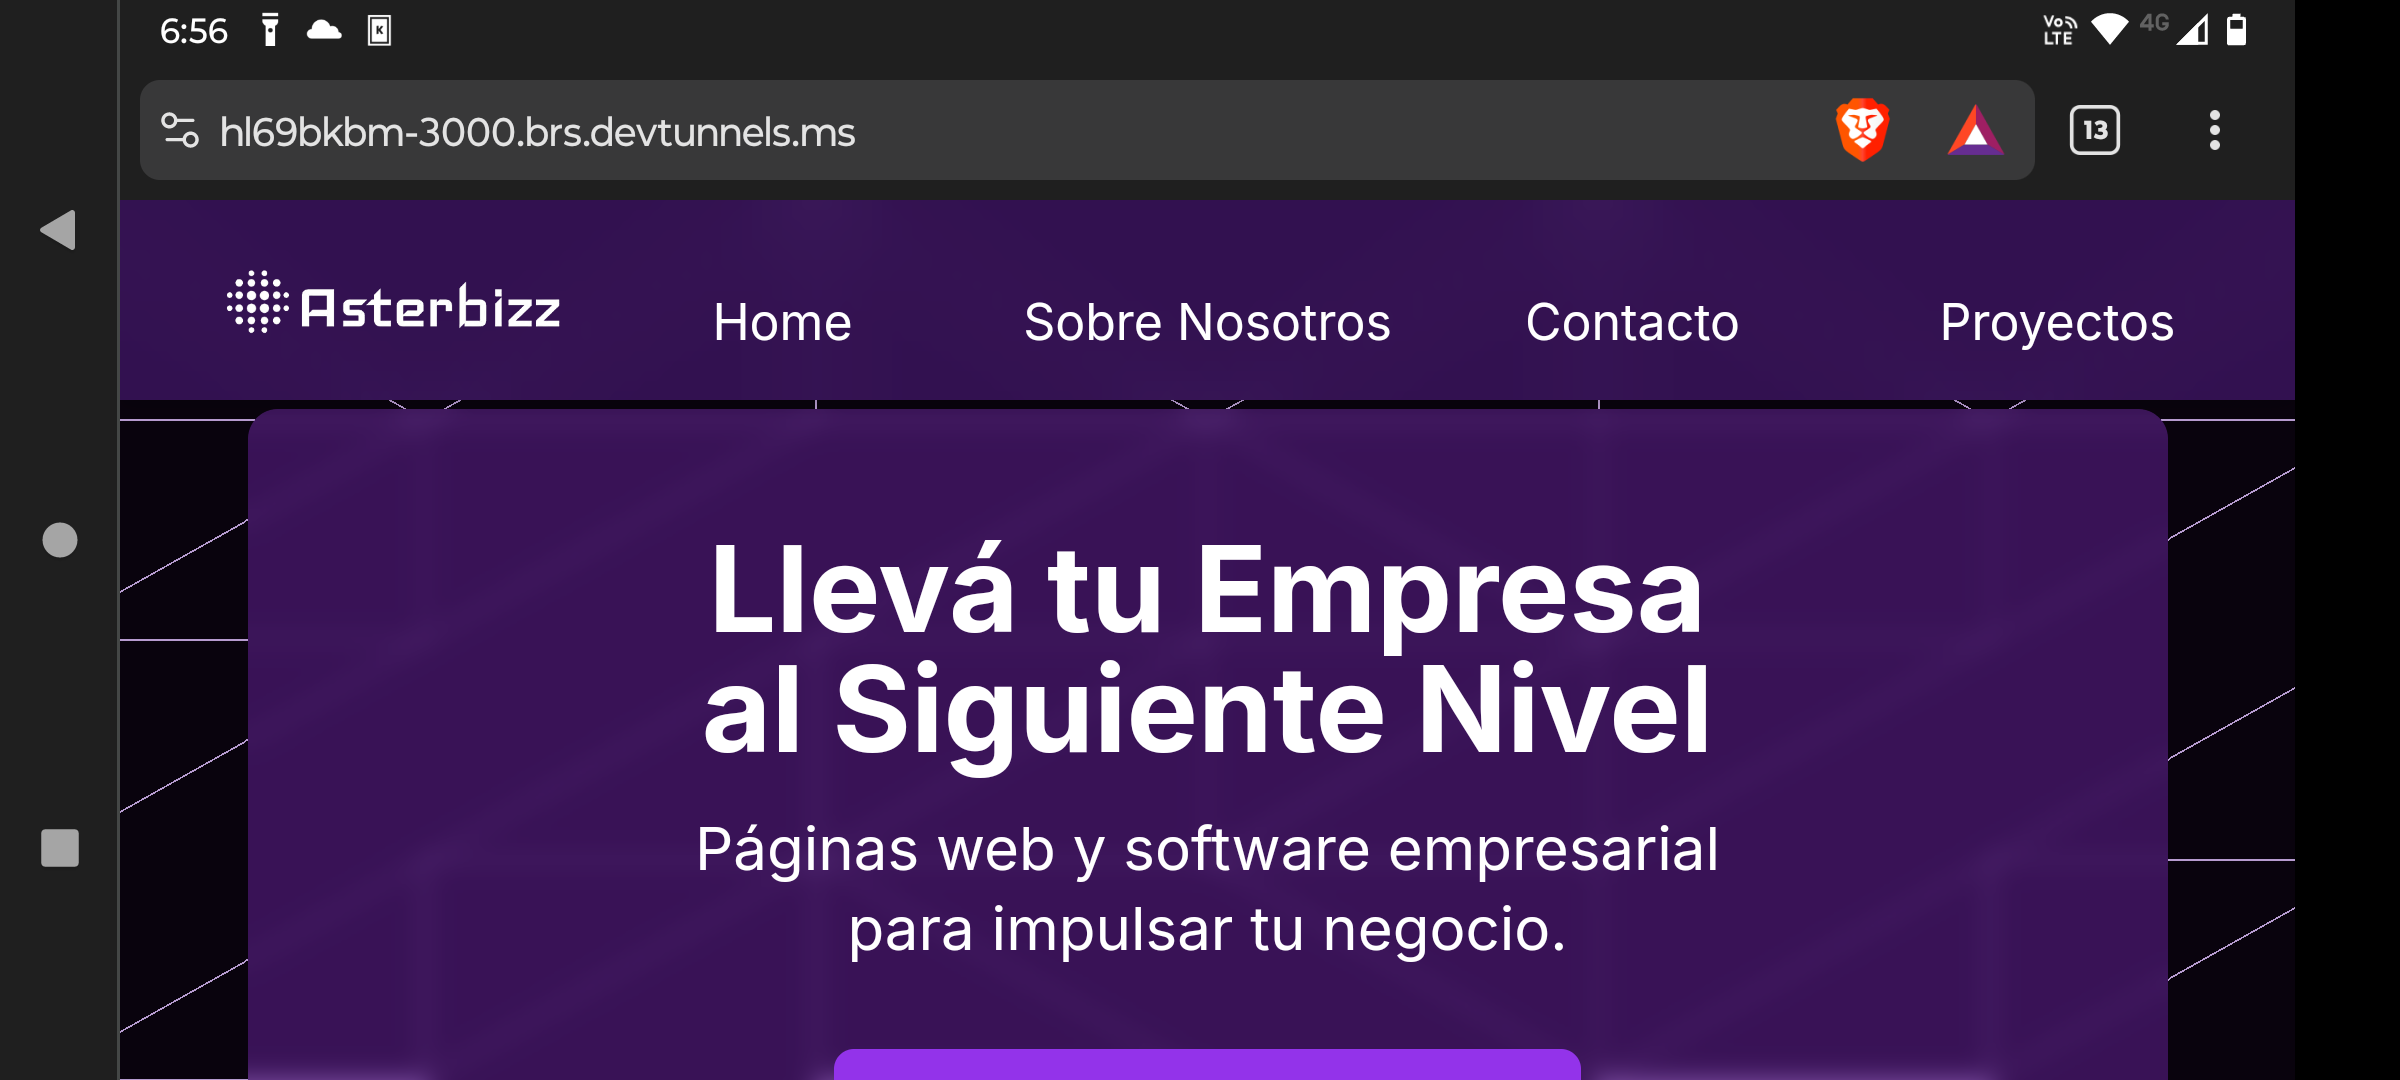 6:56
K
Vo LTE
4G
hl69bkbm-3000.brs.devtunnels.ms
13
Asterbizz
Home
Sobre Nosotros
Contacto
Proyectos
Llevá tu Empresa
al Siguiente Nivel
Páginas web y software empresarial
para impulsar tu negocio.